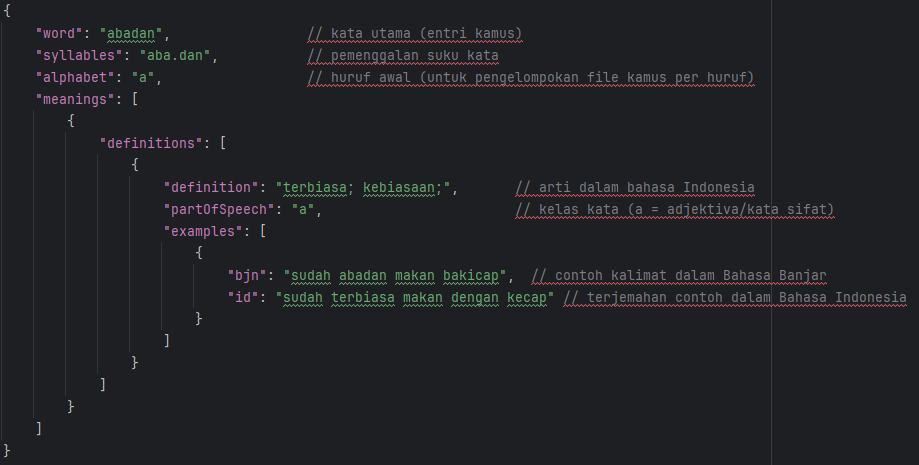 {
"word": "abadan", // kata utama (entri kamus)
"syllables": "aba.dan", // pemenggalan suku kata
"alphabet": "a", // huruf awal (untuk pengelompokan file kamus per huruf)
"meanings": [
{
"definitions": [
{
"definition": "terbiasa; kebiasaan;", // arti dalam bahasa Indonesia
"partOfSpeech": "a", // kelas kata (a = adjektiva/kata sifat)
"examples": [
{
"bjn": "sudah abadan makan bakicap", // contoh kalimat dalam Bahasa Banjar
"id": "sudah terbiasa makan dengan kecap" // terjemahan contoh dalam Bahasa Indonesia
}
]
}
]
}
]
}